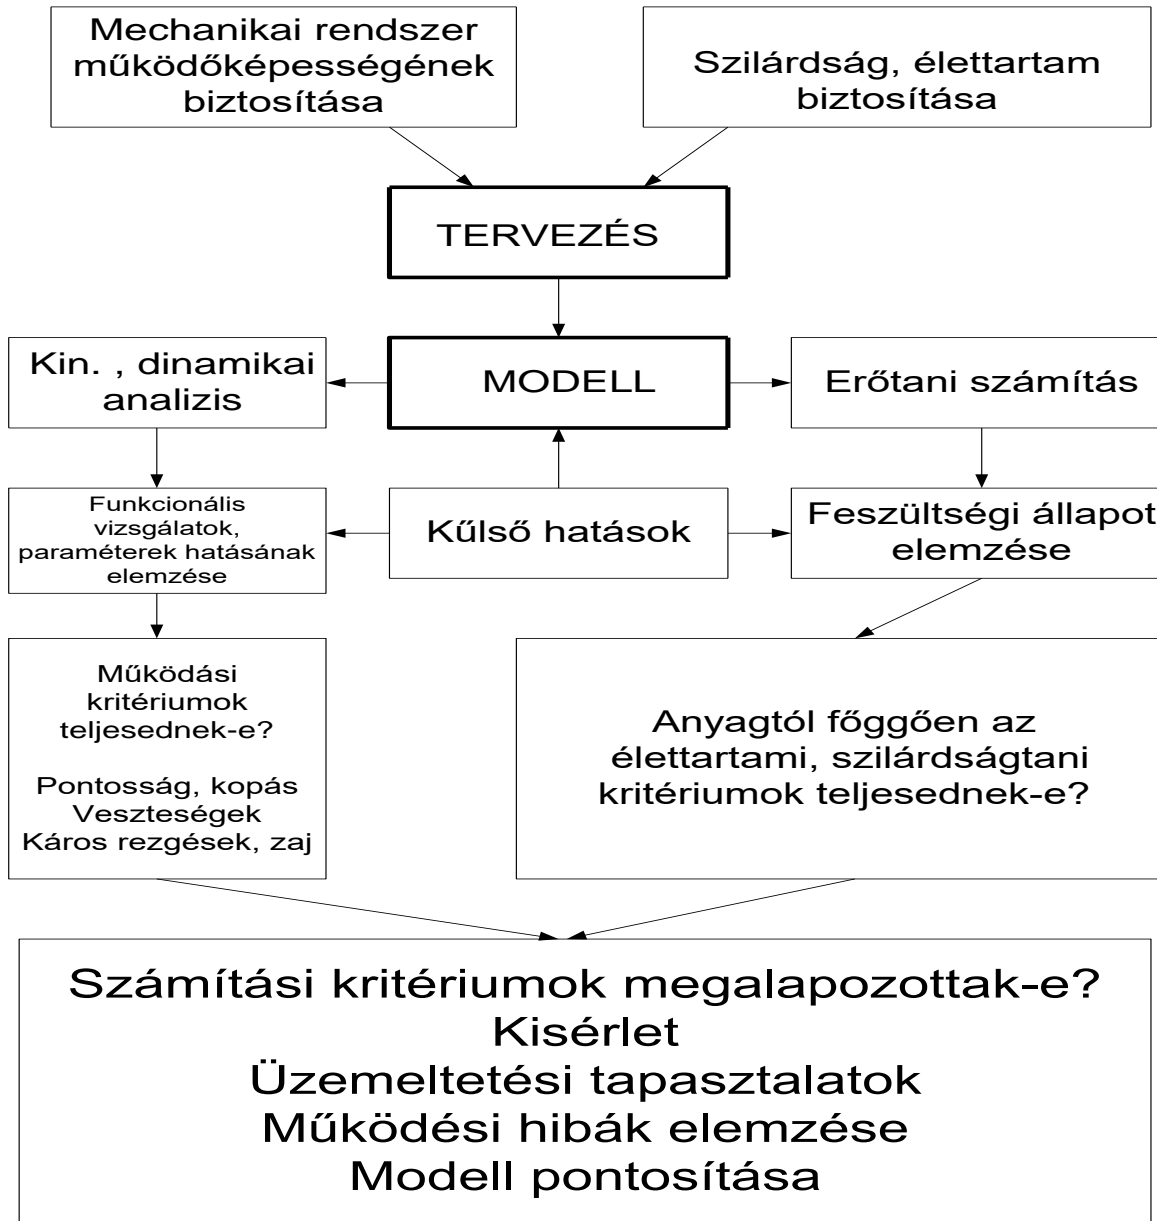 Mechanikai rendszer
működőképességének
biztosítása
Szilárdság, élettartam
biztosítása
TERVEZÉS
Kin. , dinamikai
analizis
MODELL
Erőtani számítás
Funkcionális
vizsgálatok,
paraméterek hatásának
elemzése
Kűlső hatások
Feszültségi állapot
elemzése
Működási
kritériumok
teljesednek-e?
Pontosság, kopás
Veszteségek
Káros rezgések, zaj
Anyagtól főggően az
élettartami, szilárdságtani
kritériumok teljesednek-e?
Számítási kritériumok megalapozottak-e?
Kisérlet
Üzemeltetési tapasztalatok
Működési hibák elemzése
Modell pontosítása